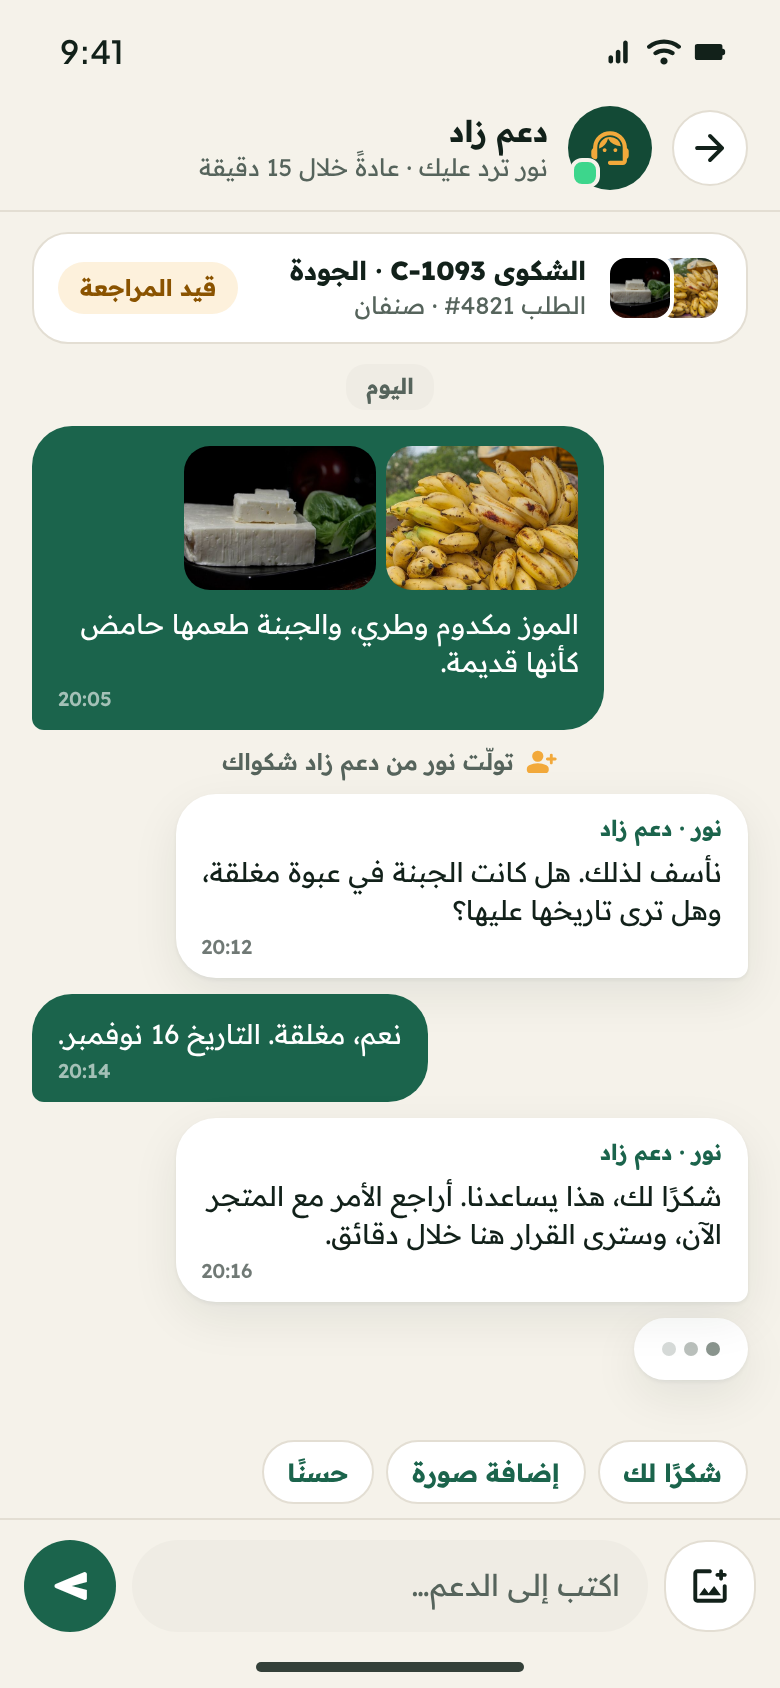 9:41
دعم زاد
نور ترد عليك · عادةً خلال 15 دقيقة
الشكوى C-1093 · الجودة
الطلب #4821 · صنفان
قيد المراجعة
اليوم
الموز مكدوم وطري، والجبنة طعمها حامض
كأنها قديمة.
20:05
تولّت نور من دعم زاد شكواك
نور · دعم زاد
نأسف لذلك. هل كانت الجبنة في عبوة مغلقة،
وهل ترى تاريخها عليها؟
20:12
نعم، مغلقة. التاريخ 16 نوفمبر.
20:14
نور · دعم زاد
شكرًا لك، هذا يساعدنا. أراجع الأمر مع المتجر
الآن، وسترى القرار هنا خلال دقائق.
20:16
شكرًا لك
إضافة صورة
حسنًا
اكتب إلى الدعم...